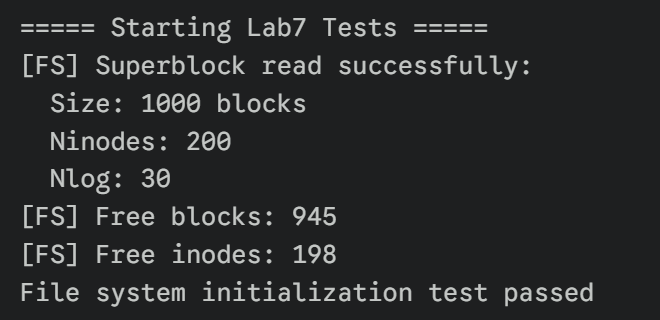 ===== Starting Lab7 Tests =====
[FS] Superblock read successfully:
  Size: 1000 blocks
  Ninodes: 200
  Nlog: 30
[FS] Free blocks: 945
[FS] Free inodes: 198
File system initialization test passed